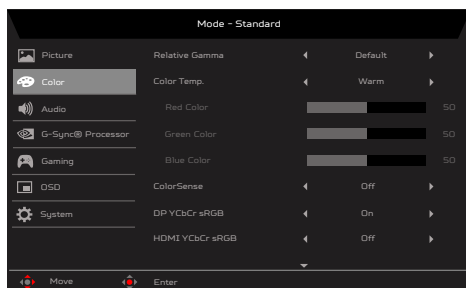 Mode - Standard
Picture
Relative Gamma Default
Color
Color Temp. Warm
Audio
Red Color 50
G-Sync® Processor
Green Color 50
Gaming
Blue Color 50
OSD
ColorSense Off
System
DP YCbCr sRGB On
HDMI YCbCr sRGB Off
Move Enter